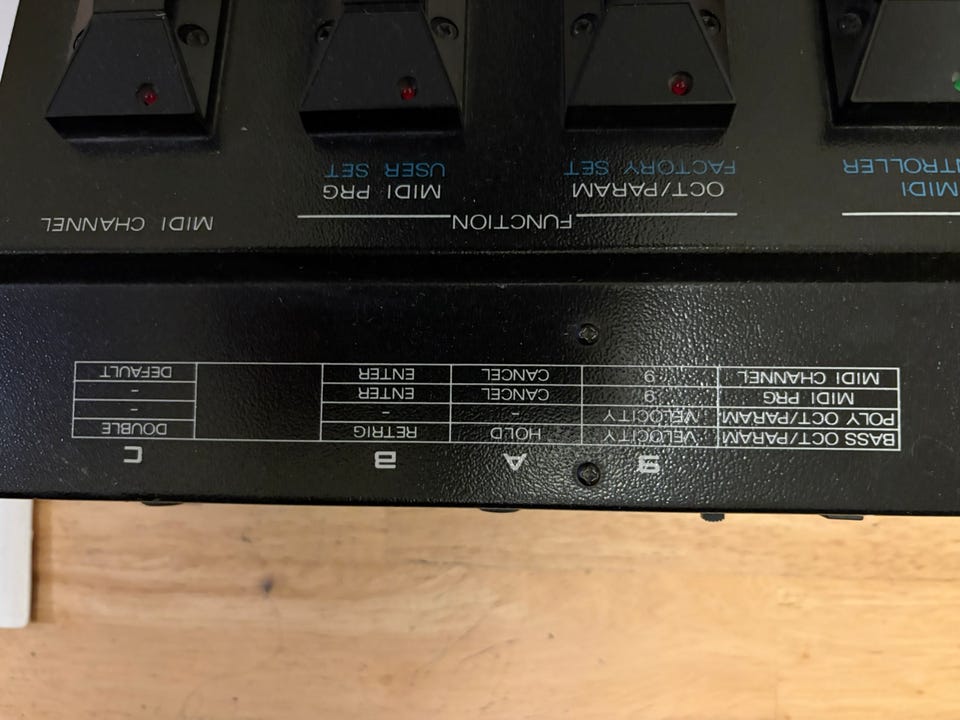 G A B C
BASS OCT/PARAM VELOCITY HOLD RETRIG DOUBLE
POLY OCT/PARAM VELOCITY - - -
MIDI PRG 9 CANCEL ENTER -
MIDI CHANNEL 9 CANCEL ENTER DEFAULT
FUNCTION
MIDI
OCT/PARAM
MIDI PRG
MIDI CHANNEL
FACTORY SET
USER SET